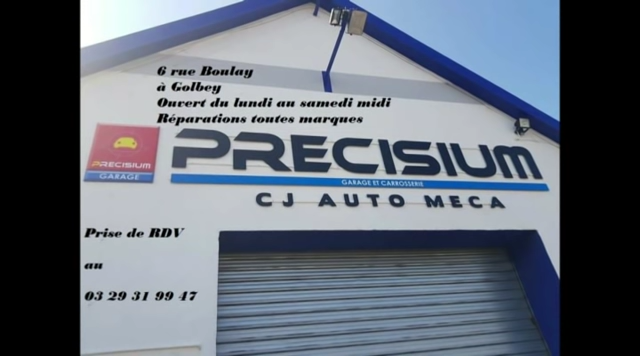 6 rue Boulay
à Golbey
Ouvert du lundi au samedi midi
Réparations toutes marques
PRECISIUM
GARAGE
PRECISIUM
GARAGE ET CARROSSERIE
CJ AUTO MECA
Prise de RDV
au
03 29 31 99 47